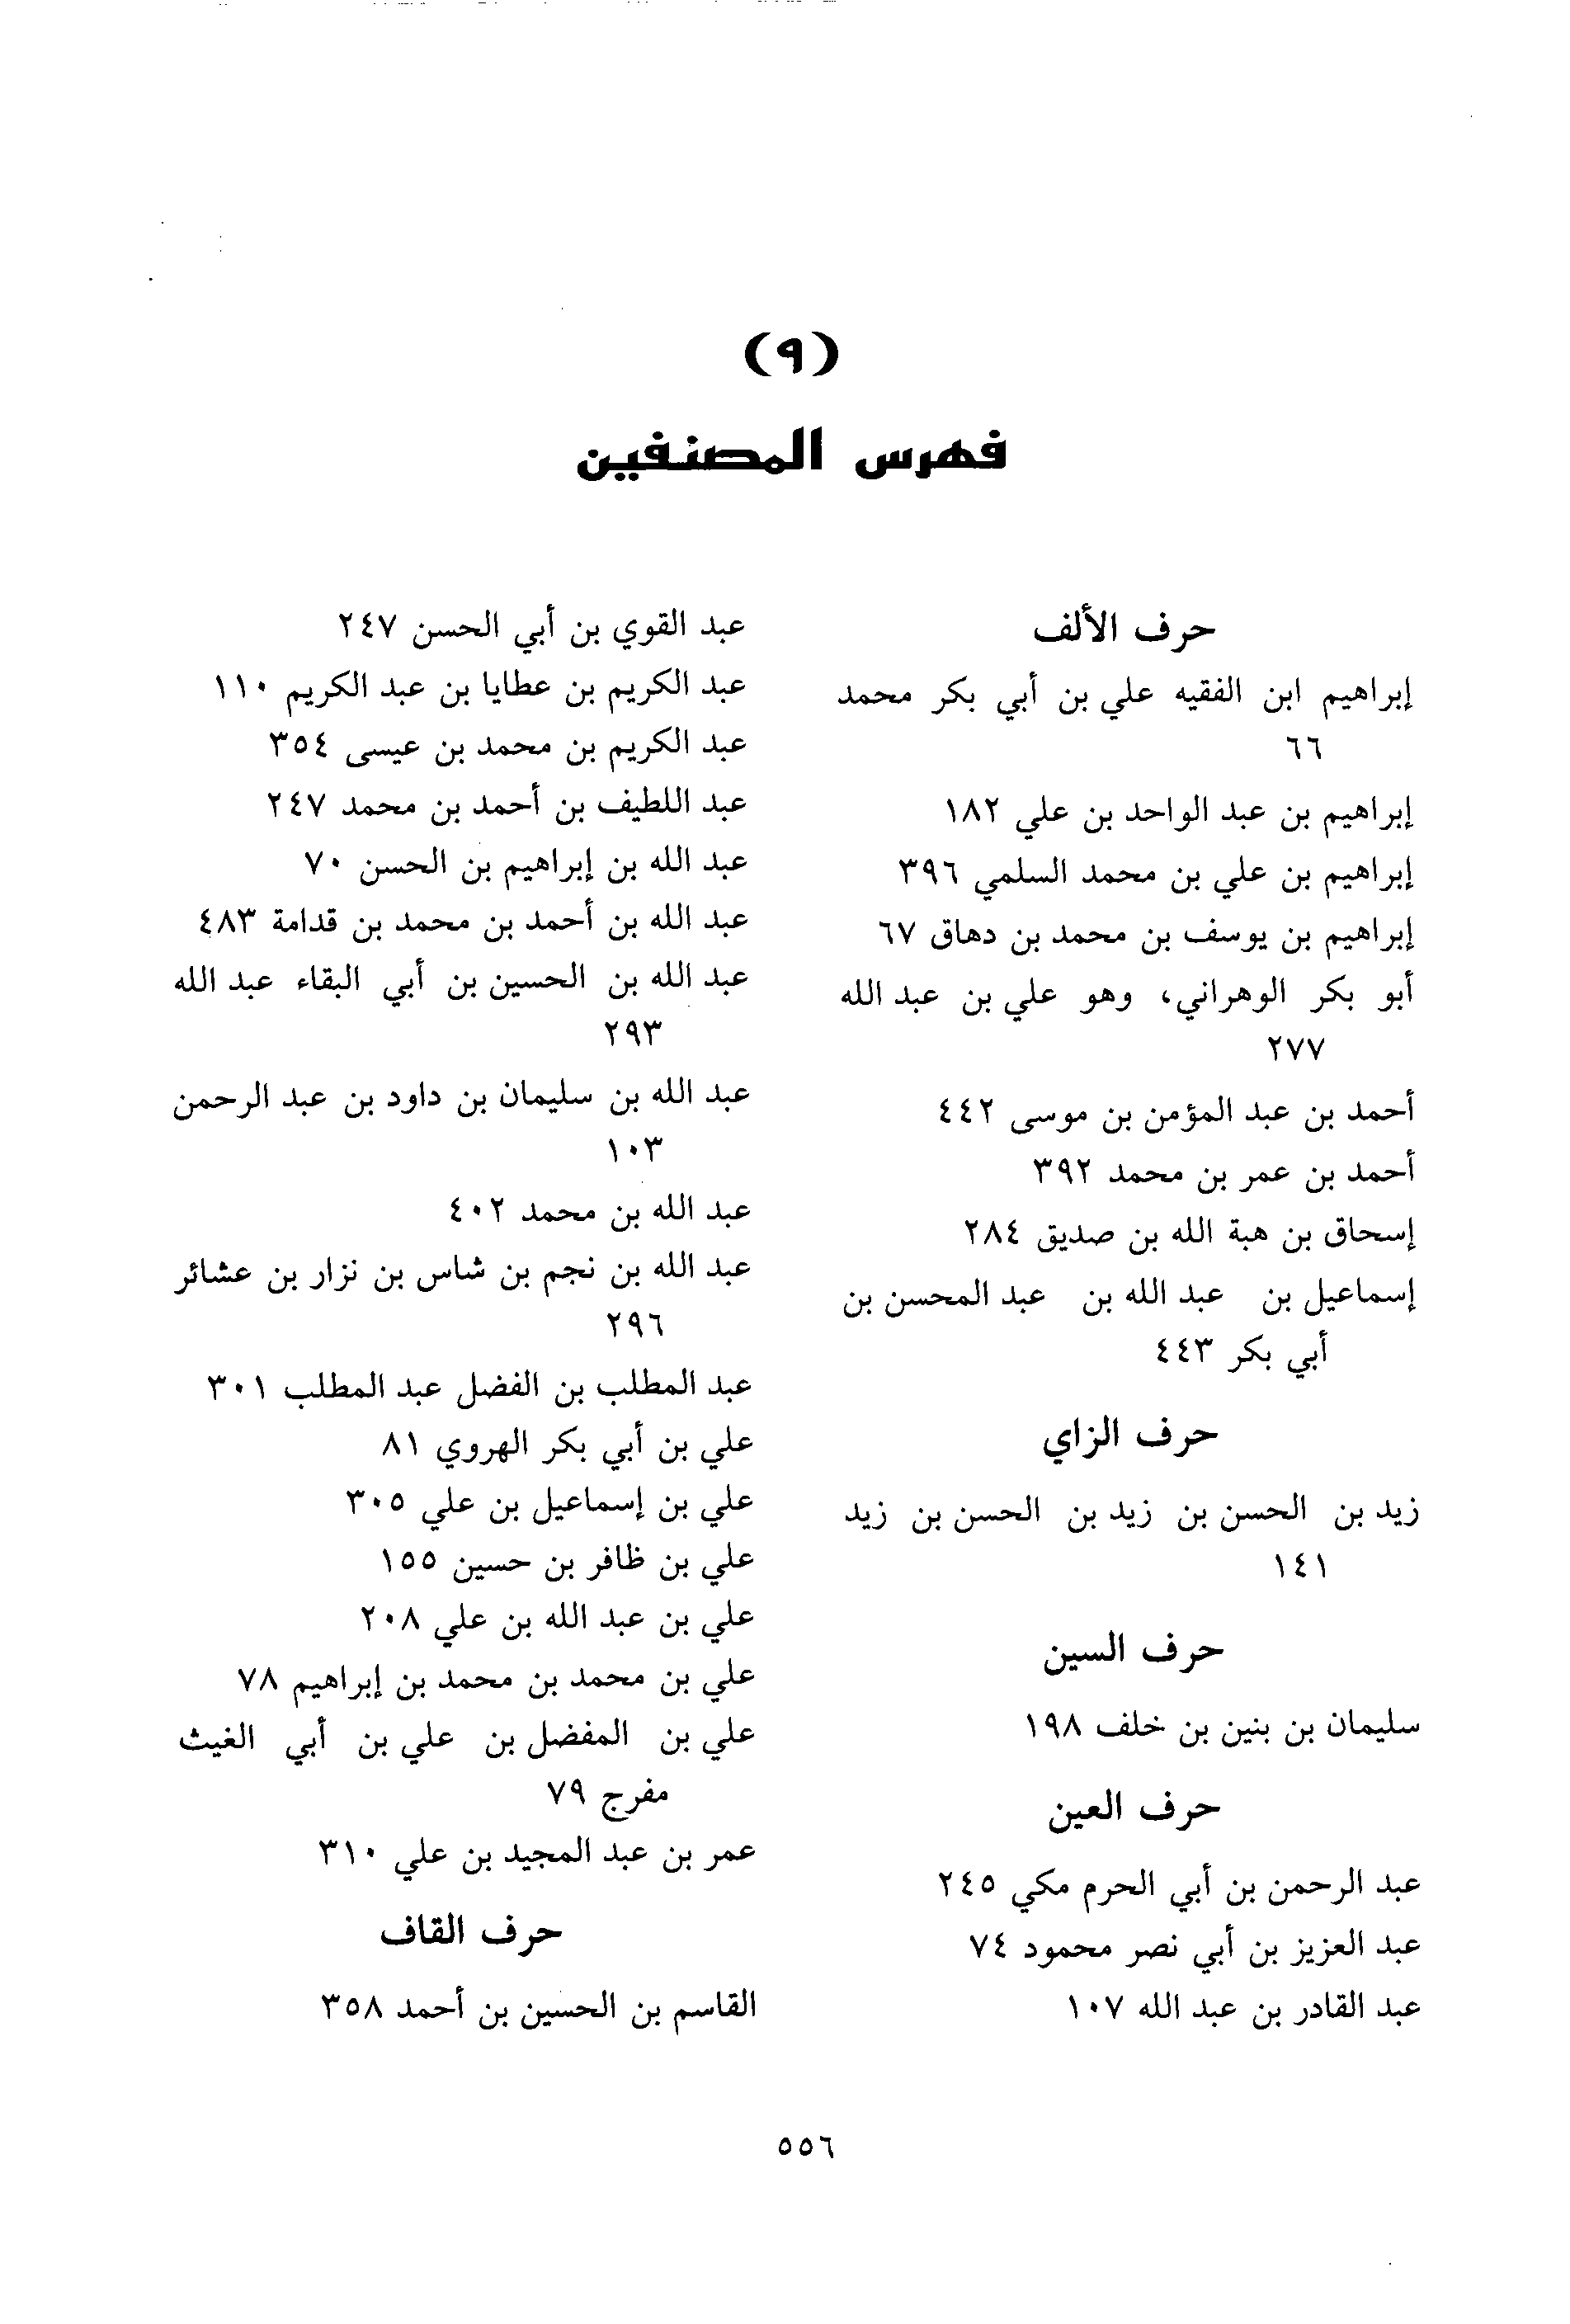 (٩)
فهرس المصنفين
حرف الألف
إبراهيم ابن الفقيه علي بن أبي بكر محمد
٦٦
إبراهيم بن عبد الواحد بن علي ١٨٢
إبراهيم بن علي بن محمد السلمي ٣٩٦
إبراهيم بن يوسف بن محمد بن دهاق ٦٧
أبو بكر الوهراني، وهو علي بن عبد الله
٢٧٧
أحمد بن عبد المؤمن بن موسى ٤٤٢
أحمد بن عمر بن محمد ٣٩٢
إسحاق بن هبة الله بن صديق ٢٨٤
إسماعيل بن عبد الله بن عبد المحسن بن
أبي بكر ٤٤٣
حرف الزاي
زيد بن الحسن بن زيد بن الحسن بن زيد
١٤١
حرف السين
سليمان بن بنين بن خلف ١٩٨
حرف العين
عبد الرحمن بن أبي الحرم مكي ٢٤٥
عبد العزيز بن أبي نصر محمود ٧٤
عبد القادر بن عبد الله ١٠٧
عبد القوي بن أبي الحسن ٢٤٧
عبد الكريم بن عطايا بن عبد الكريم ١١٠
عبد الكريم بن محمد بن عيسى ٣٥٤
عبد اللطيف بن أحمد بن محمد ٢٤٧
عبد الله بن إبراهيم بن الحسن ٧٠
عبد الله بن أحمد بن محمد بن قدامة ٤٨٣
عبد الله بن الحسين بن أبي البقاء عبد الله
٢٩٣
عبد الله بن سليمان بن داود بن عبد الرحمن
١٠٣
عبد الله بن محمد ٤٠٢
عبد الله بن نجم بن شاس بن نزار بن عشائر
٢٩٦
عبد المطلب بن الفضل عبد المطلب ٣٠١
علي بن أبي بكر الهروي ٨١
علي بن إسماعيل بن علي ٣٠٥
علي بن ظافر بن حسين ١٥٥
علي بن عبد الله بن علي ٢٠٨
علي بن محمد بن محمد بن إبراهيم ٧٨
علي بن المفضل بن علي بن أبي الغيث
مفرج ٧٩
عمر بن عبد المجيد بن علي ٣١٠
حرف القاف
القاسم بن الحسين بن أحمد ٣٥٨
٥٥٦